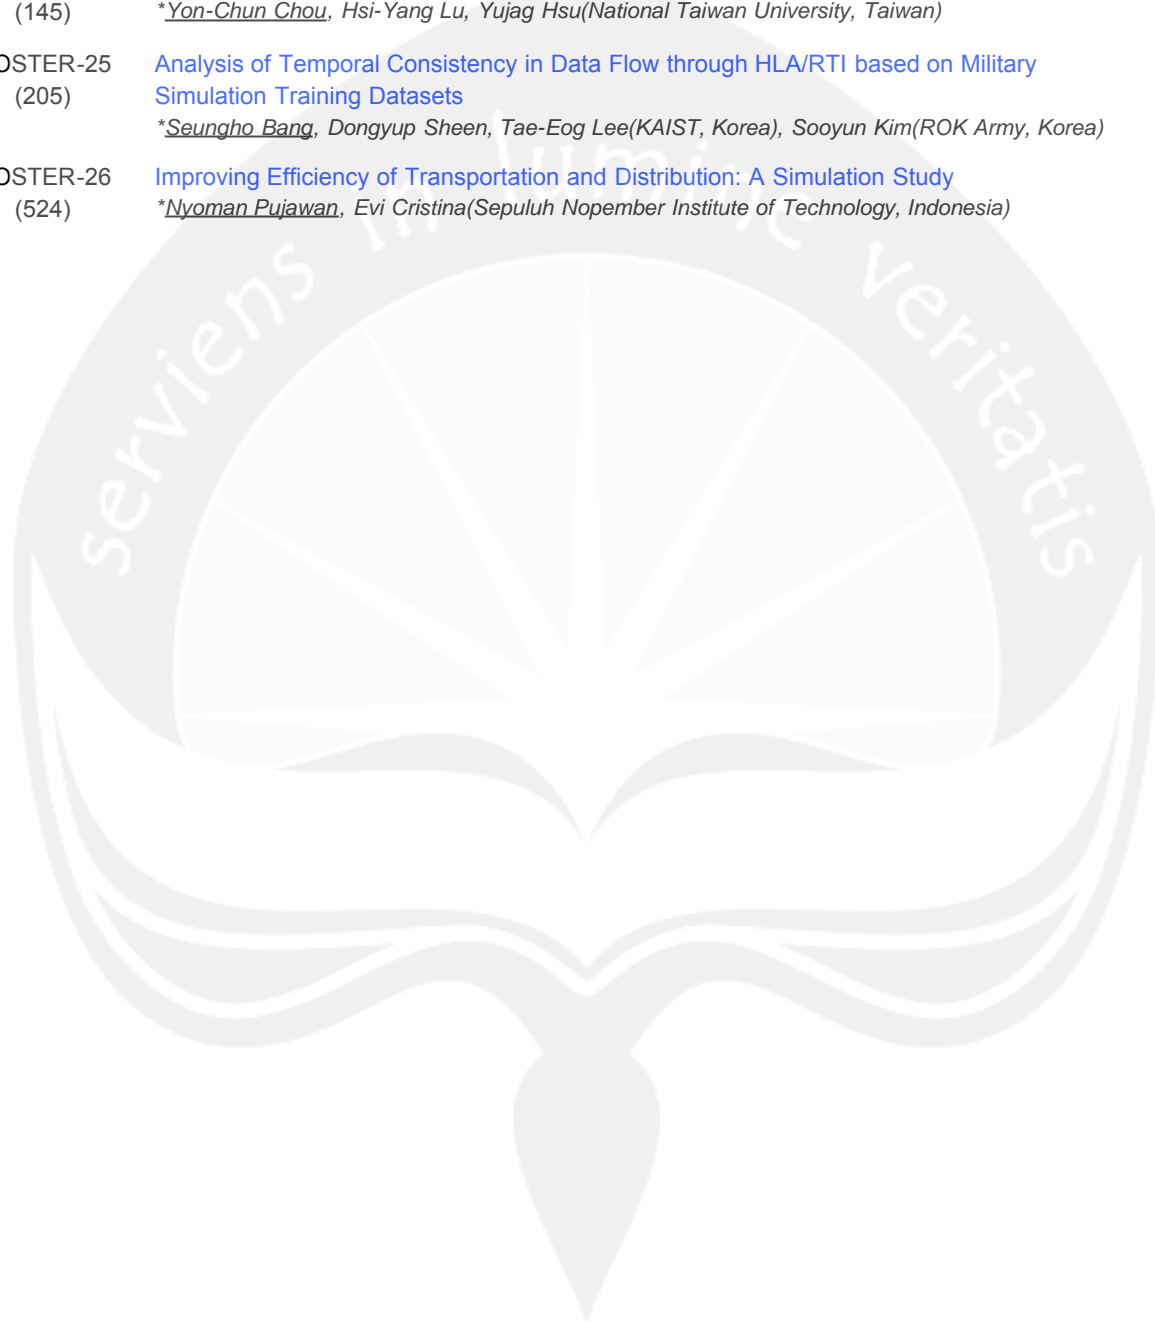 (145) *Yon-Chun Chou, Hsi-Yang Lu, Yujag Hsu(National Taiwan University, Taiwan)
OSTER-25 Analysis of Temporal Consistency in Data Flow through HLA/RTI based on Military
(205) Simulation Training Datasets
*Seungho Bang, Dongyup Sheen, Tae-Eog Lee(KAIST, Korea), Sooyun Kim(ROK Army, Korea)
OSTER-26 Improving Efficiency of Transportation and Distribution: A Simulation Study
(524) *Nyoman Pujawan, Evi Cristina(Sepuluh Nopember Institute of Technology, Indonesia)
serviens in lumine veritatis